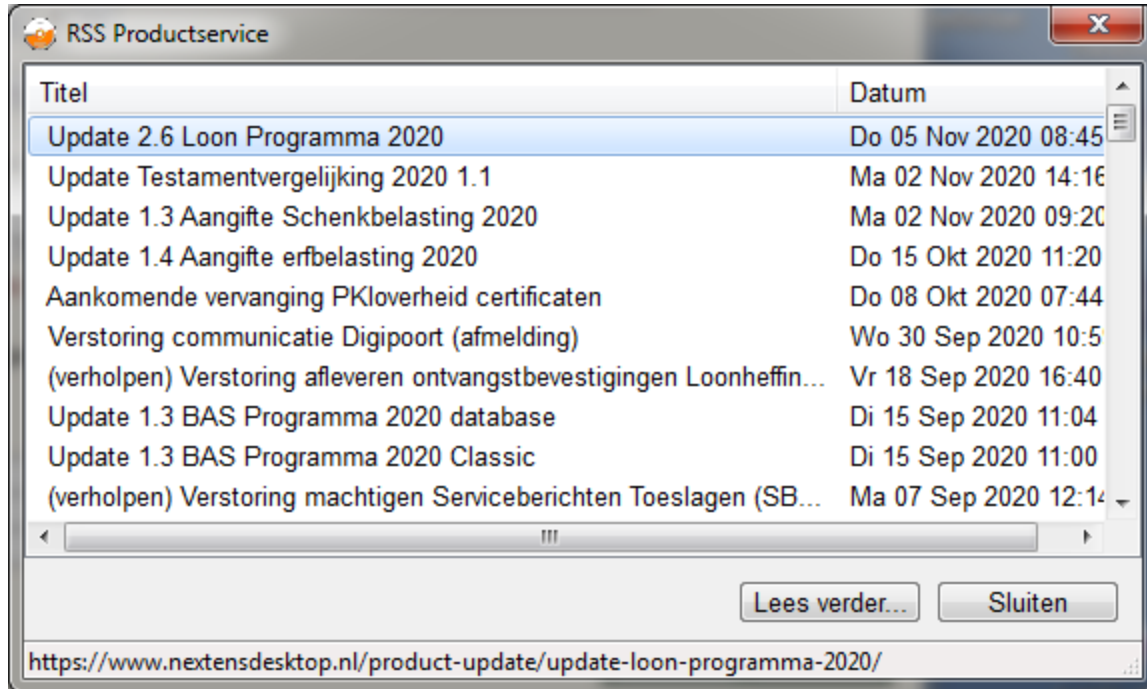 RSS Productservice
Titel Datum
Update 2.6 Loon Programma 2020 Do 05 Nov 2020 08:45
Update Testamentvergelijking 2020 1.1 Ma 02 Nov 2020 14:16
Update 1.3 Aangifte Schenkbelasting 2020 Ma 02 Nov 2020 09:20
Update 1.4 Aangifte erfbelasting 2020 Do 15 Okt 2020 11:20
Aankomende vervanging PKIoverheid certificaten Do 08 Okt 2020 07:44
Verstoring communicatie Digipoort (afmelding) Wo 30 Sep 2020 10:5
(verholpen) Verstoring afleveren ontvangstbevestigingen Loonheffin... Vr 18 Sep 2020 16:40
Update 1.3 BAS Programma 2020 database Di 15 Sep 2020 11:04
Update 1.3 BAS Programma 2020 Classic Di 15 Sep 2020 11:00
(verholpen) Verstoring machtigen Serviceberichten Toeslagen (SB... Ma 07 Sep 2020 12:14
Lees verder... Sluiten
https://www.nextensdesktop.nl/product-update/update-loon-programma-2020/